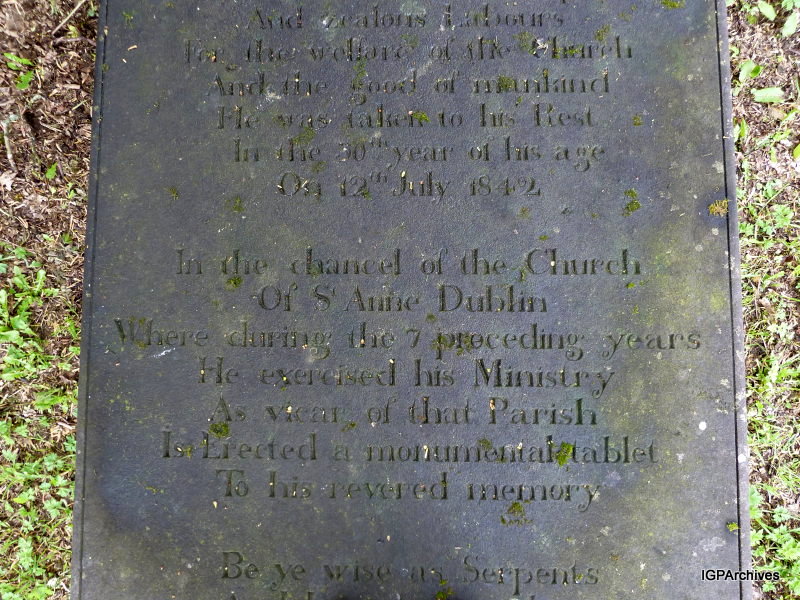 And zealous Labours
For the welfare of the Church
And the good of mankind
He was taken to his Rest
In the 50th year of his age
On 12th July 1842
In the chancel of the Church
Of St Anne Dublin
Where during the 7 preceding years
He exercised his Ministry
As vicar of that Parish
Is Erected a monumental tablet
To his revered memory
Be ye wise as Serpents
IGPArchives